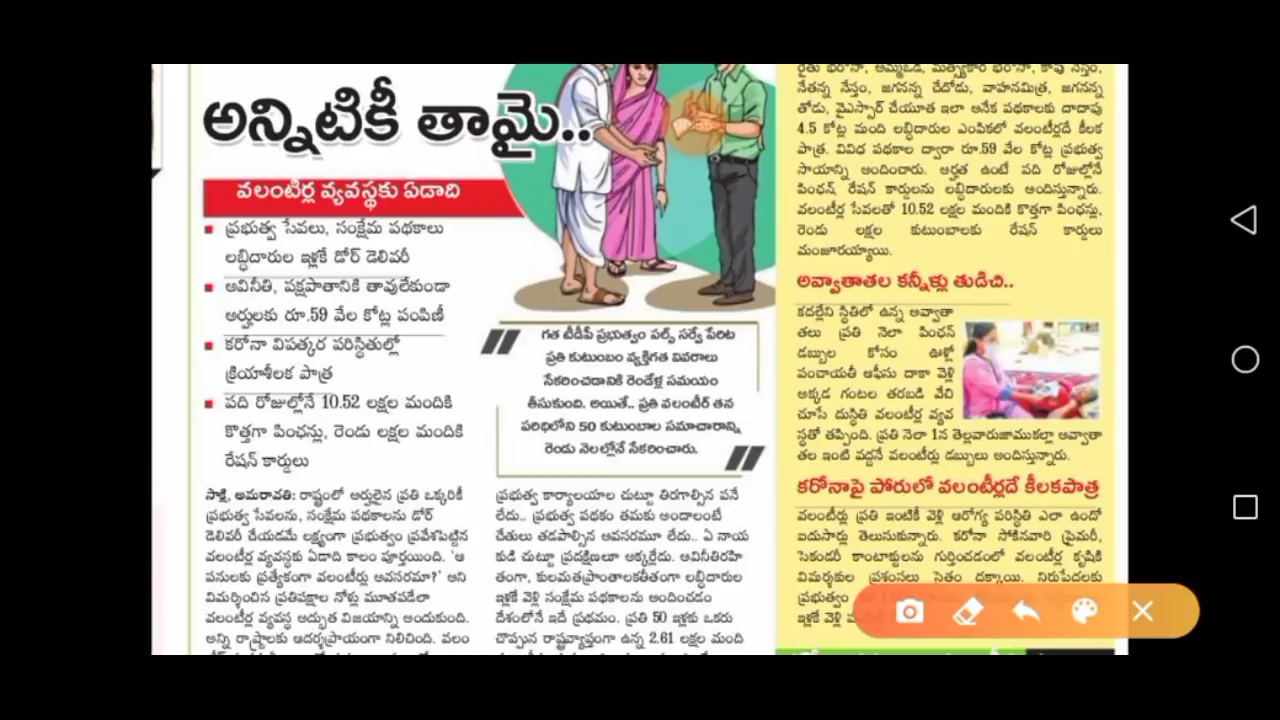 అన్నిటికీ తామై..
వలంటీర్ల వ్యవస్థకు ఏడాది
ప్రభుత్వ సేవలు, సంక్షేమ పథకాలు
లబ్ధిదారుల ఇళ్లకే డోర్ డెలివరీ
అవినీతి, పక్షపాతానికి తావులేకుండా
అర్హులకు రూ.59 వేల కోట్ల పంపిణీ
కరోనా విపత్కర పరిస్థితుల్లో
క్రియాశీలక పాత్ర
పది రోజుల్లోనే 10.52 లక్షల మందికి
కొత్తగా పింఛన్లు, రెండు లక్షల మందికి
రేషన్ కార్డులు
సాక్షి, అమరావతి: రాష్ట్రంలో అర్హులైన ప్రతి ఒక్కరికీ
ప్రభుత్వ సేవలను, సంక్షేమ పథకాలను డోర్
డెలివరీ చేయడమే లక్ష్యంగా ప్రభుత్వం ప్రవేశపెట్టిన
వలంటీర్ల వ్యవస్థకు ఏడాది కాలం పూర్తయింది. 'ఆ
పనులకు ప్రత్యేకంగా వలంటీర్లు అవసరమా?' అని
విమర్శించిన ప్రతిపక్షాల నోళ్లు మూతపడేలా
వలంటీర్ల వ్యవస్థ అద్భుత విజయాన్ని అందుకుంది.
అన్ని రాష్ట్రాలకు ఆదర్శప్రాయంగా నిలిచింది. వలం
గత టీడీపీ ప్రభుత్వం పల్స్ సర్వే పేరిట
ప్రతి కుటుంబం వ్యక్తిగత వివరాలు
సేకరించడానికి రెండేళ్ల సమయం
తీసుకుంది. అయితే.. ప్రతి వలంటీర్ తన
పరిధిలోని 50 కుటుంబాల సమాచారాన్ని
రెండు నెలల్లోనే సేకరించారు.
ప్రభుత్వ కార్యాలయాల చుట్టూ తిరగాల్సిన పనే
లేదు.. ప్రభుత్వ పథకం తమకు అందాలంటే
చేతులు తడపాల్సిన అవసరమూ లేదు.. ఏ నాయ
కుడి చుట్టూ ప్రదక్షిణలూ అక్కర్లేదు. అవినీతిరహి
తంగా, కులమతప్రాంతాలకతీతంగా లబ్ధిదారుల
ఇళ్లకే వెళ్లి సంక్షేమ పథకాలను అందించడం
దేశంలోనే ఇదే ప్రథమం. ప్రతి 50 ఇళ్లకు ఒకరు
చొప్పున రాష్ట్రవ్యాప్తంగా ఉన్న 2.61 లక్షల మంది
రైతు భరోసా, అమ్మఒడి, మత్స్యకార భరోసా, కాపు నేస్తం,
నేతన్న నేస్తం, జగనన్న చేదోడు, వాహనమిత్ర, జగనన్న
తోడు, వైఎస్సార్ చేయూత ఇలా అనేక పథకాలకు దాదాపు
4.5 కోట్ల మంది లబ్ధిదారుల ఎంపికలో వలంటీర్లదే కీలక
పాత్ర. వివిధ పథకాల ద్వారా రూ.59 వేల కోట్ల ప్రభుత్వ
సాయాన్ని అందించారు. అర్హత ఉంటే పది రోజుల్లోనే
పింఛన్, రేషన్ కార్డులను లబ్ధిదారులకు అందిస్తున్నారు.
వలంటీర్ల సేవలతో 10.52 లక్షల మందికి కొత్తగా పింఛన్లు,
రెండు లక్షల కుటుంబాలకు రేషన్ కార్డులు
మంజూరయ్యాయి.
అవ్వాతాతల కన్నీళ్లు తుడిచి..
కదల్లేని స్థితిలో ఉన్న అవ్వాతా
తలు ప్రతి నెలా పింఛన్
డబ్బుల కోసం ఊళ్లో
పంచాయతీ ఆఫీసు దాకా వెళ్లి
అక్కడ గంటల తరబడి వేచి
చూసే దుస్థితి వలంటీర్ల వ్యవ
స్థతో తప్పింది. ప్రతి నెలా 1న తెల్లవారుజాముకల్లా అవ్వాతా
తల ఇంటి వద్దనే వలంటీర్లు డబ్బులు అందిస్తున్నారు.
కరోనాపై పోరులో వలంటీర్లదే కీలకపాత్ర
వలంటీర్లు ప్రతి ఇంటికీ వెళ్లి ఆరోగ్య పరిస్థితి ఎలా ఉందో
ఐదుసార్లు తెలుసుకున్నారు. కరోనా సోకినవారి ప్రైమరీ,
సెకండరీ కాంటాక్టులను గుర్తించడంలో వలంటీర్ల కృషికి
విమర్శకుల ప్రశంసలు సైతం దక్కాయి. నిరుపేదలకు
ప్రభుత్వం
ఇళ్లకే వెళ్లి